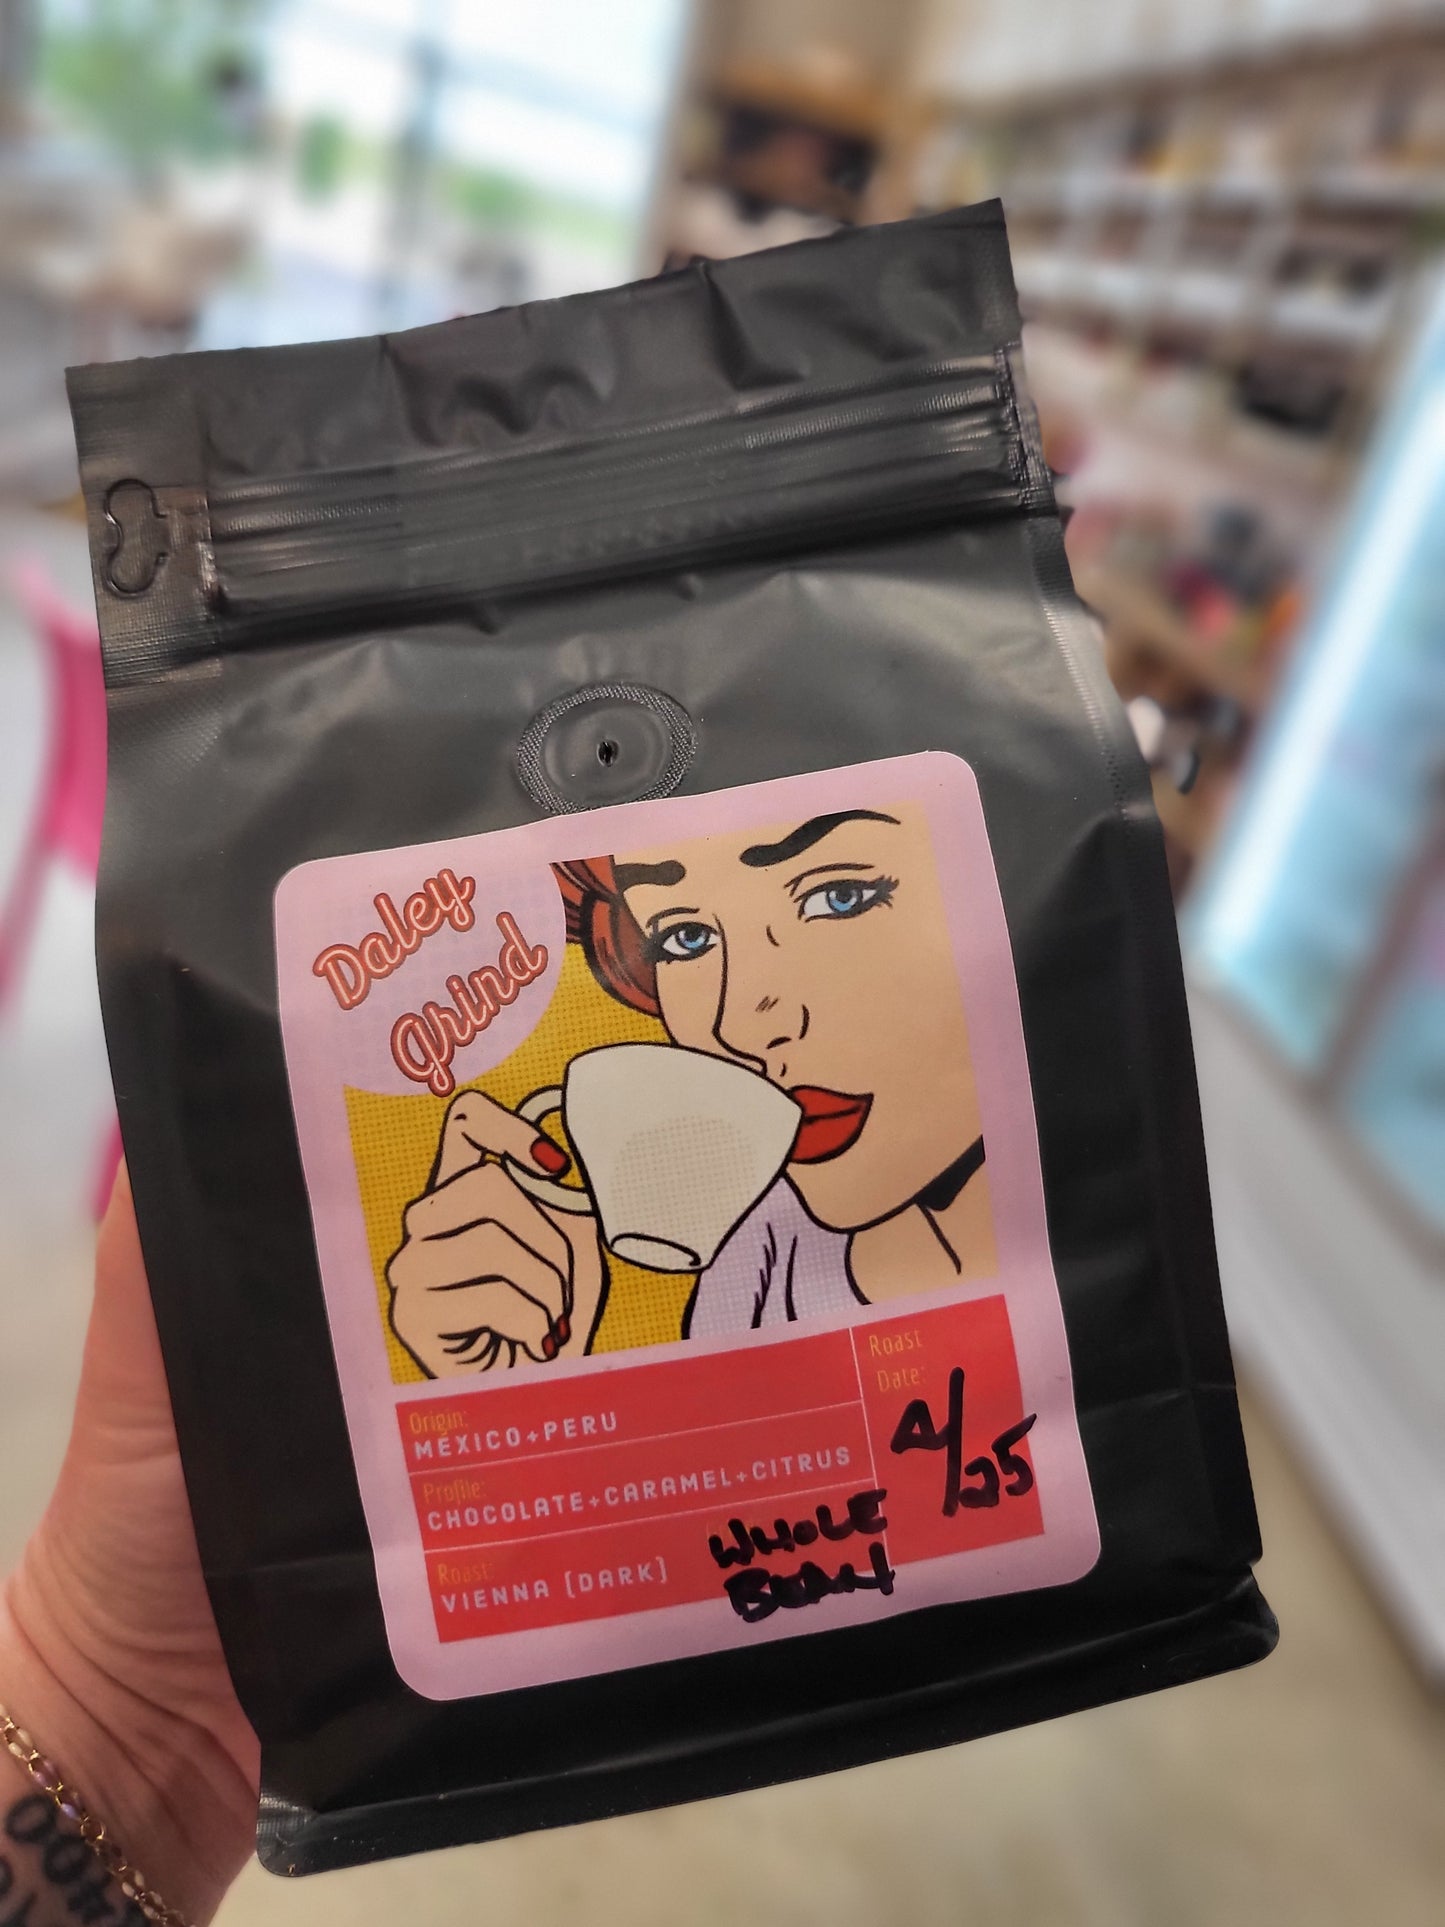 Daley
Grind
Origin:
MEXICO+PERU
Profile:
CHOCOLATE+CARAMEL+CITRUS
Roast:
VIENNA [DARK]
WHOLE
BEAN
Roast
Date:
4/25